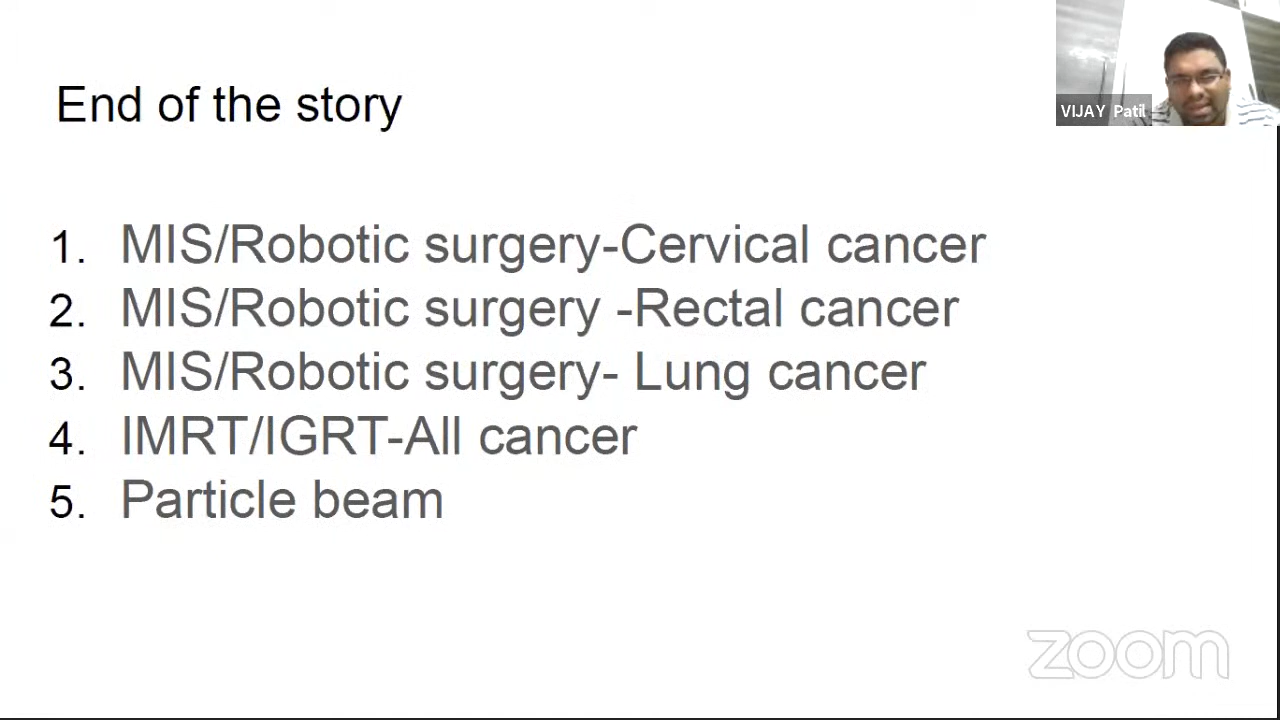 End of the story
VIJAY Patil
1. MIS/Robotic surgery-Cervical cancer
2. MIS/Robotic surgery -Rectal cancer
3. MIS/Robotic surgery- Lung cancer
4. IMRT/IGRT-All cancer
5. Particle beam
zoom